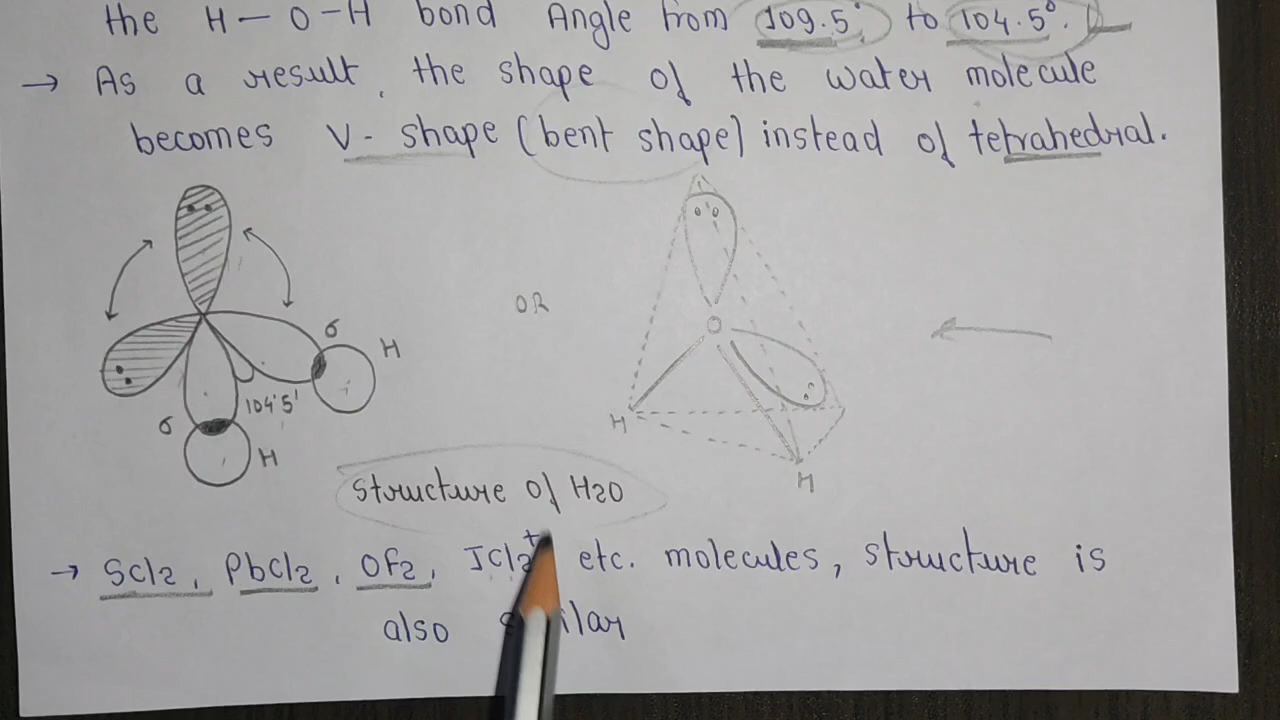 the H-O-H bond Angle from 109.5° to 104.5°.
→ As a result, the shape of the water molecule
becomes V-shape (bent shape) instead of tetrahedral.
OR
σ
H
104.5'
σ
H
H
H
structure of H2O
→ SCl2, PbCl2, OF2, ICl2+ etc. molecules, structure is
also